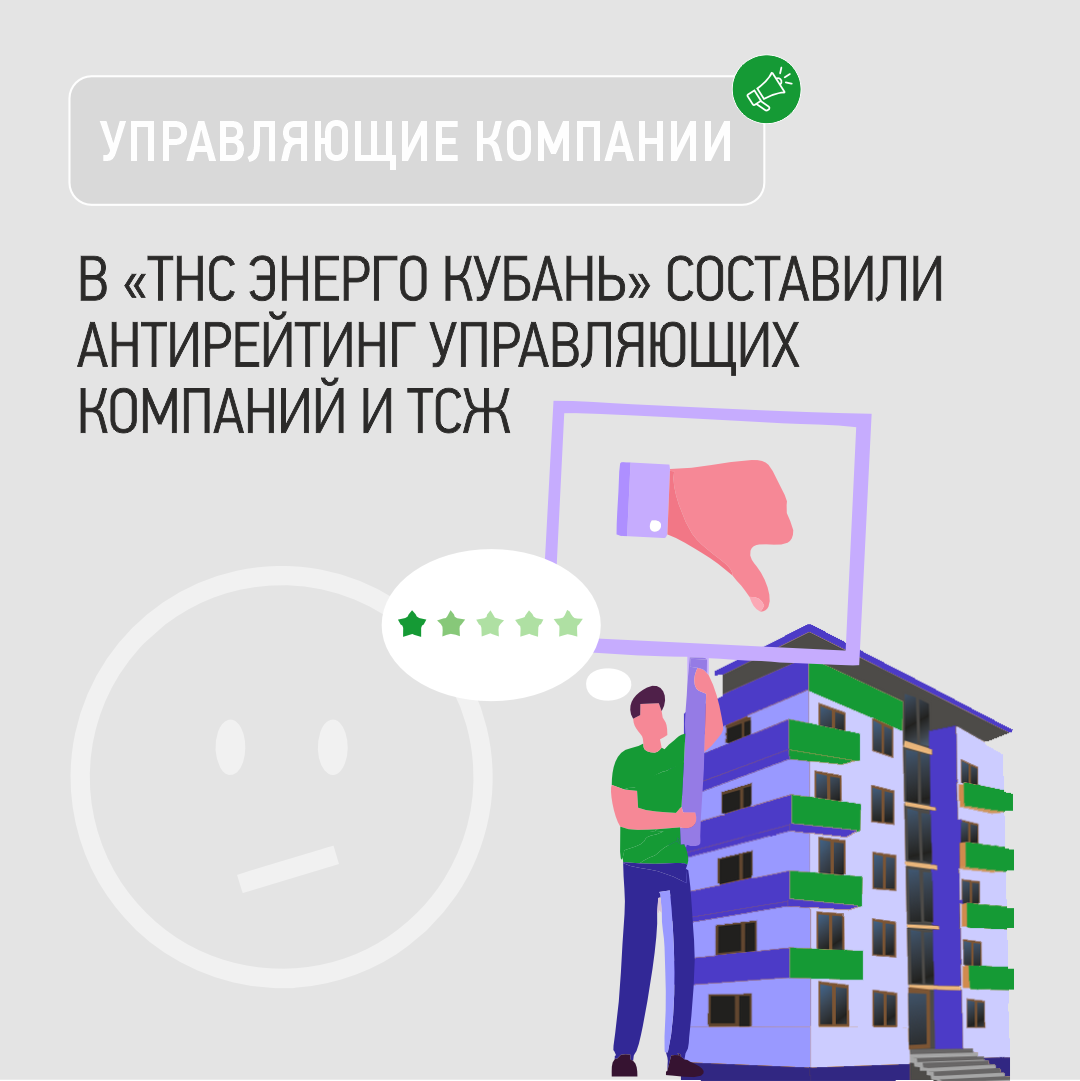 УПРАВЛЯЮЩИЕ КОМПАНИИ
В «ТНС ЭНЕРГО КУБАНЬ» СОСТАВИЛИ
АНТИРЕЙТИНГ УПРАВЛЯЮЩИХ
КОМПАНИЙ И ТСЖ